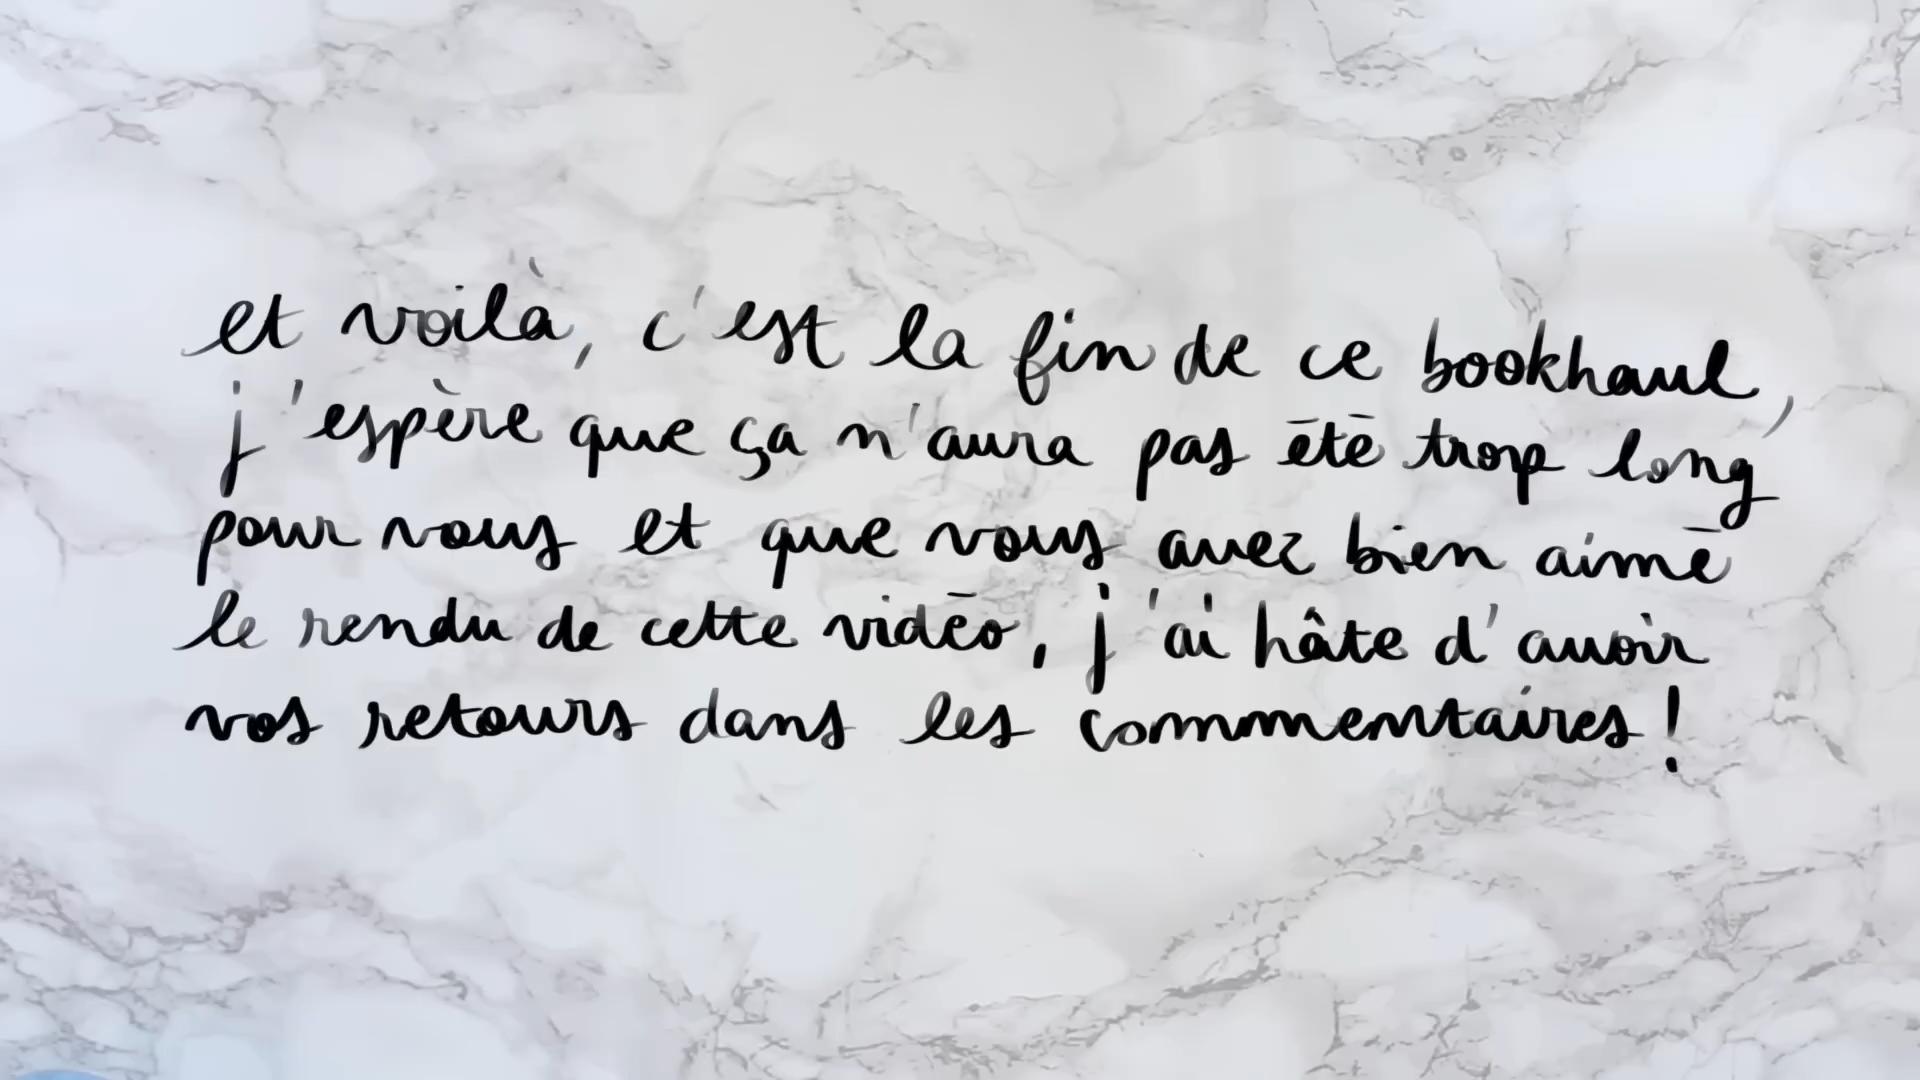 et voilà, c'est la fin de ce bookhaul,
j'espère que ça n'aura pas été trop long
pour vous et que vous avez bien aimé
le rendu de cette vidéo, j'ai hâte d'avoir
vos retours dans les commentaires !